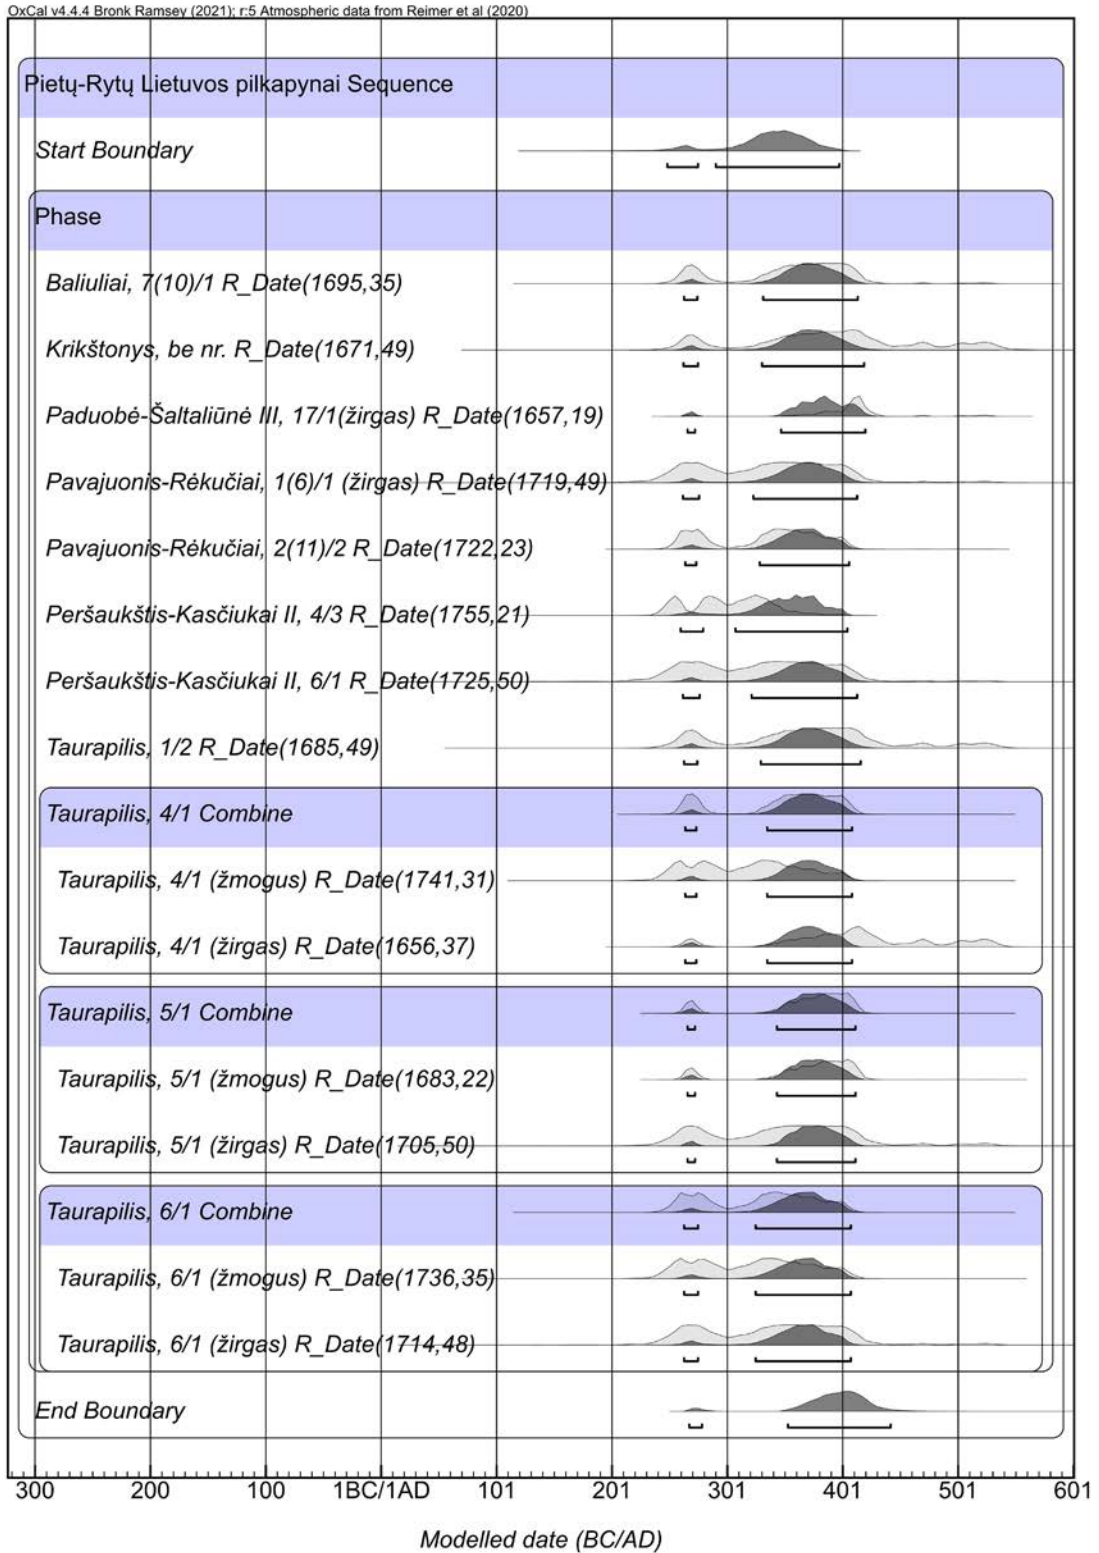 OxCal v4.4.4 Bronk Ramsey (2021); r:5 Atmospheric data from Reimer et al (2020)
Pietų-Rytų Lietuvos pilkapynai Sequence
Start Boundary
Phase
Baliuliai, 7(10)/1 R_Date(1695,35)
Krikštonys, be nr. R_Date(1671,49)
Paduobė-Šaltaliūnė III, 17/1(žirgas) R_Date(1657,19)
Pavajuonis-Rėkučiai, 1(6)/1 (žirgas) R_Date(1719,49)
Pavajuonis-Rėkučiai, 2(11)/2 R_Date(1722,23)
Peršaukštis-Kasčiukai II, 4/3 R_Date(1755,21)
Peršaukštis-Kasčiukai II, 6/1 R_Date(1725,50)
Taurapilis, 1/2 R_Date(1685,49)
Taurapilis, 4/1 Combine
Taurapilis, 4/1 (žmogus) R_Date(1741,31)
Taurapilis, 4/1 (žirgas) R_Date(1656,37)
Taurapilis, 5/1 Combine
Taurapilis, 5/1 (žmogus) R_Date(1683,22)
Taurapilis, 5/1 (žirgas) R_Date(1705,50)
Taurapilis, 6/1 Combine
Taurapilis, 6/1 (žmogus) R_Date(1736,35)
Taurapilis, 6/1 (žirgas) R_Date(1714,48)
End Boundary
300 200 100 1BC/1AD 101 201 301 401 501 601
Modelled date (BC/AD)